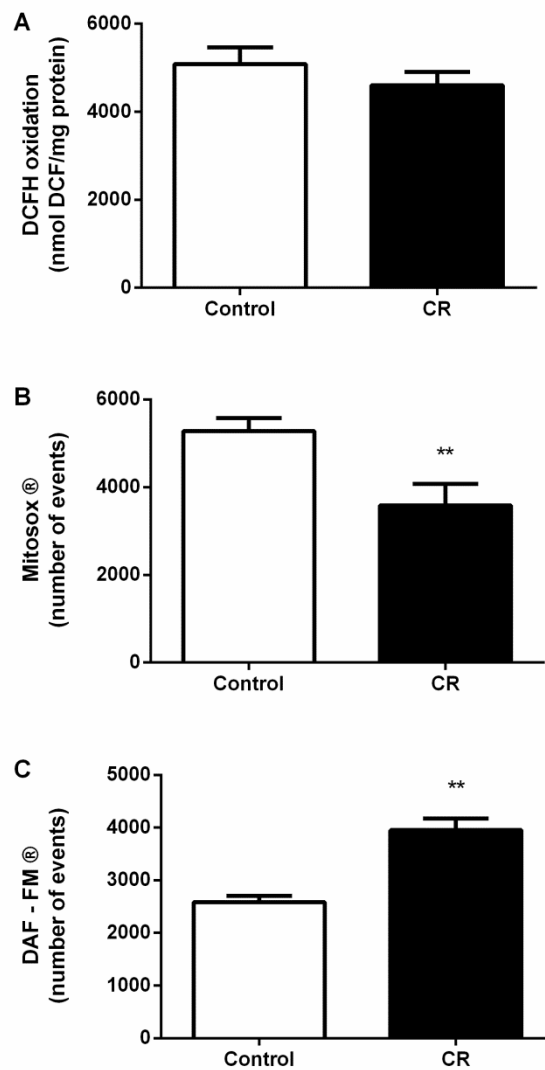 A
DCFH oxidation
(nmol DCF/mg protein)
6000
4000
2000
0
Control CR
B
Mitosox ®
(number of events)
6000
4000
2000
0
**
Control CR
C
DAF - FM ®
(number of events)
5000
4000
3000
2000
1000
0
**
Control CR